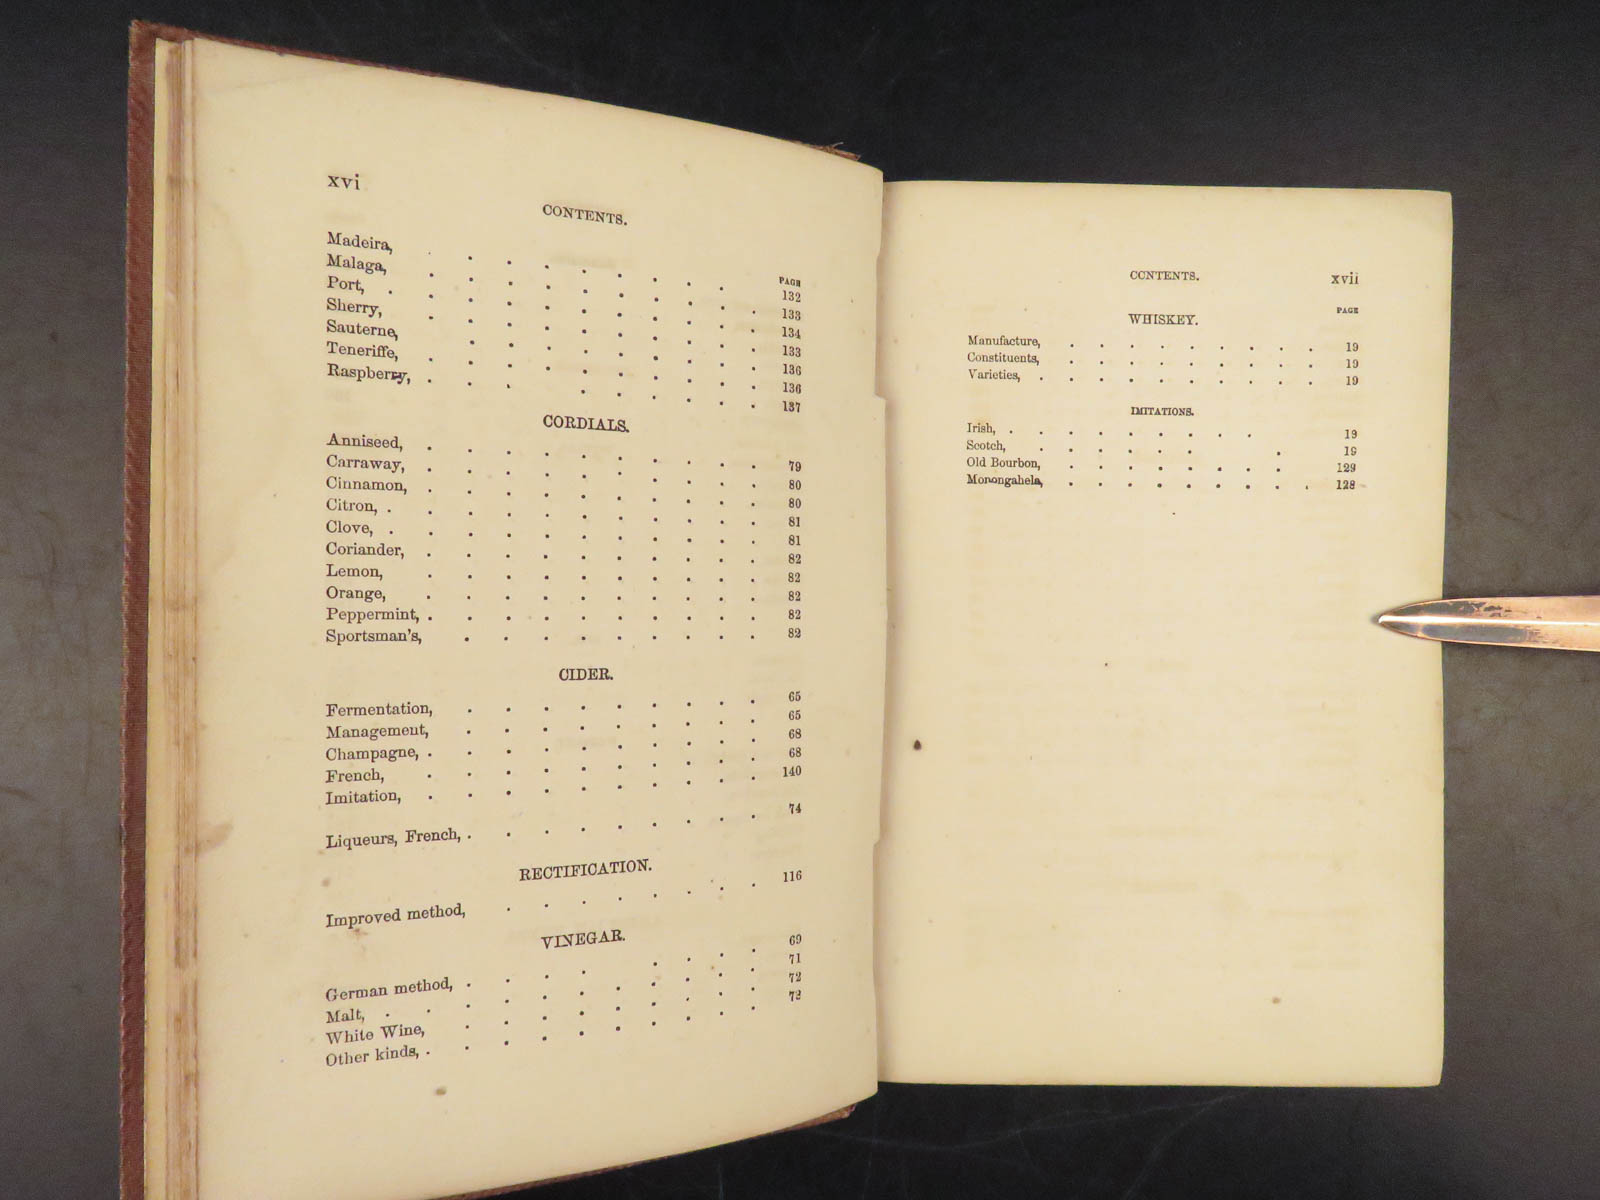 xvi
CONTENTS.
PAGE
Madeira, 132
Malaga, 133
Port, 134
Sherry, 133
Sauterne, 136
Teneriffe, 136
Raspberry, 137
CORDIALS.
Anniseed, 79
Carraway, 80
Cinnamon, 80
Citron, 81
Clove, 81
Coriander, 82
Lemon, 82
Orange, 82
Peppermint, 82
Sportsman's, 82
CIDER.
Fermentation, 65
Management, 65
Champagne, 68
French, 68
Imitation, 140
Liqueurs, French, 74
RECTIFICATION.
Improved method, 116
VINEGAR.
German method, 69
Malt, 71
White Wine, 72
Other kinds, 72
CONTENTS. xvii
PAGE
WHISKEY.
Manufacture, 19
Constituents, 19
Varieties, 19
IMITATIONS.
Irish, 19
Scotch, 19
Old Bourbon, 129
Monongahela, 128